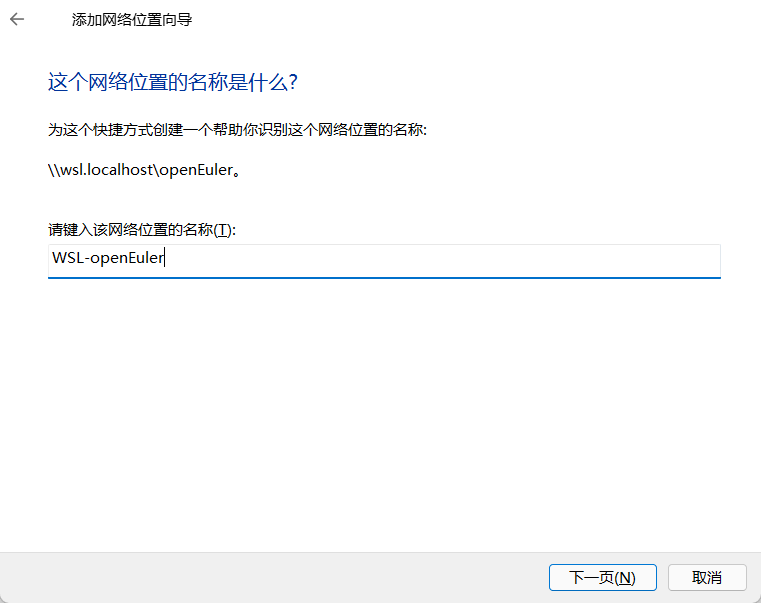 添加网络位置向导
这个网络位置的名称是什么?
为这个快捷方式创建一个帮助你识别这个网络位置的名称:
\\wsl.localhost\openEuler。
请键入该网络位置的名称(T):
WSL-openEuler
下一页(N) 取消